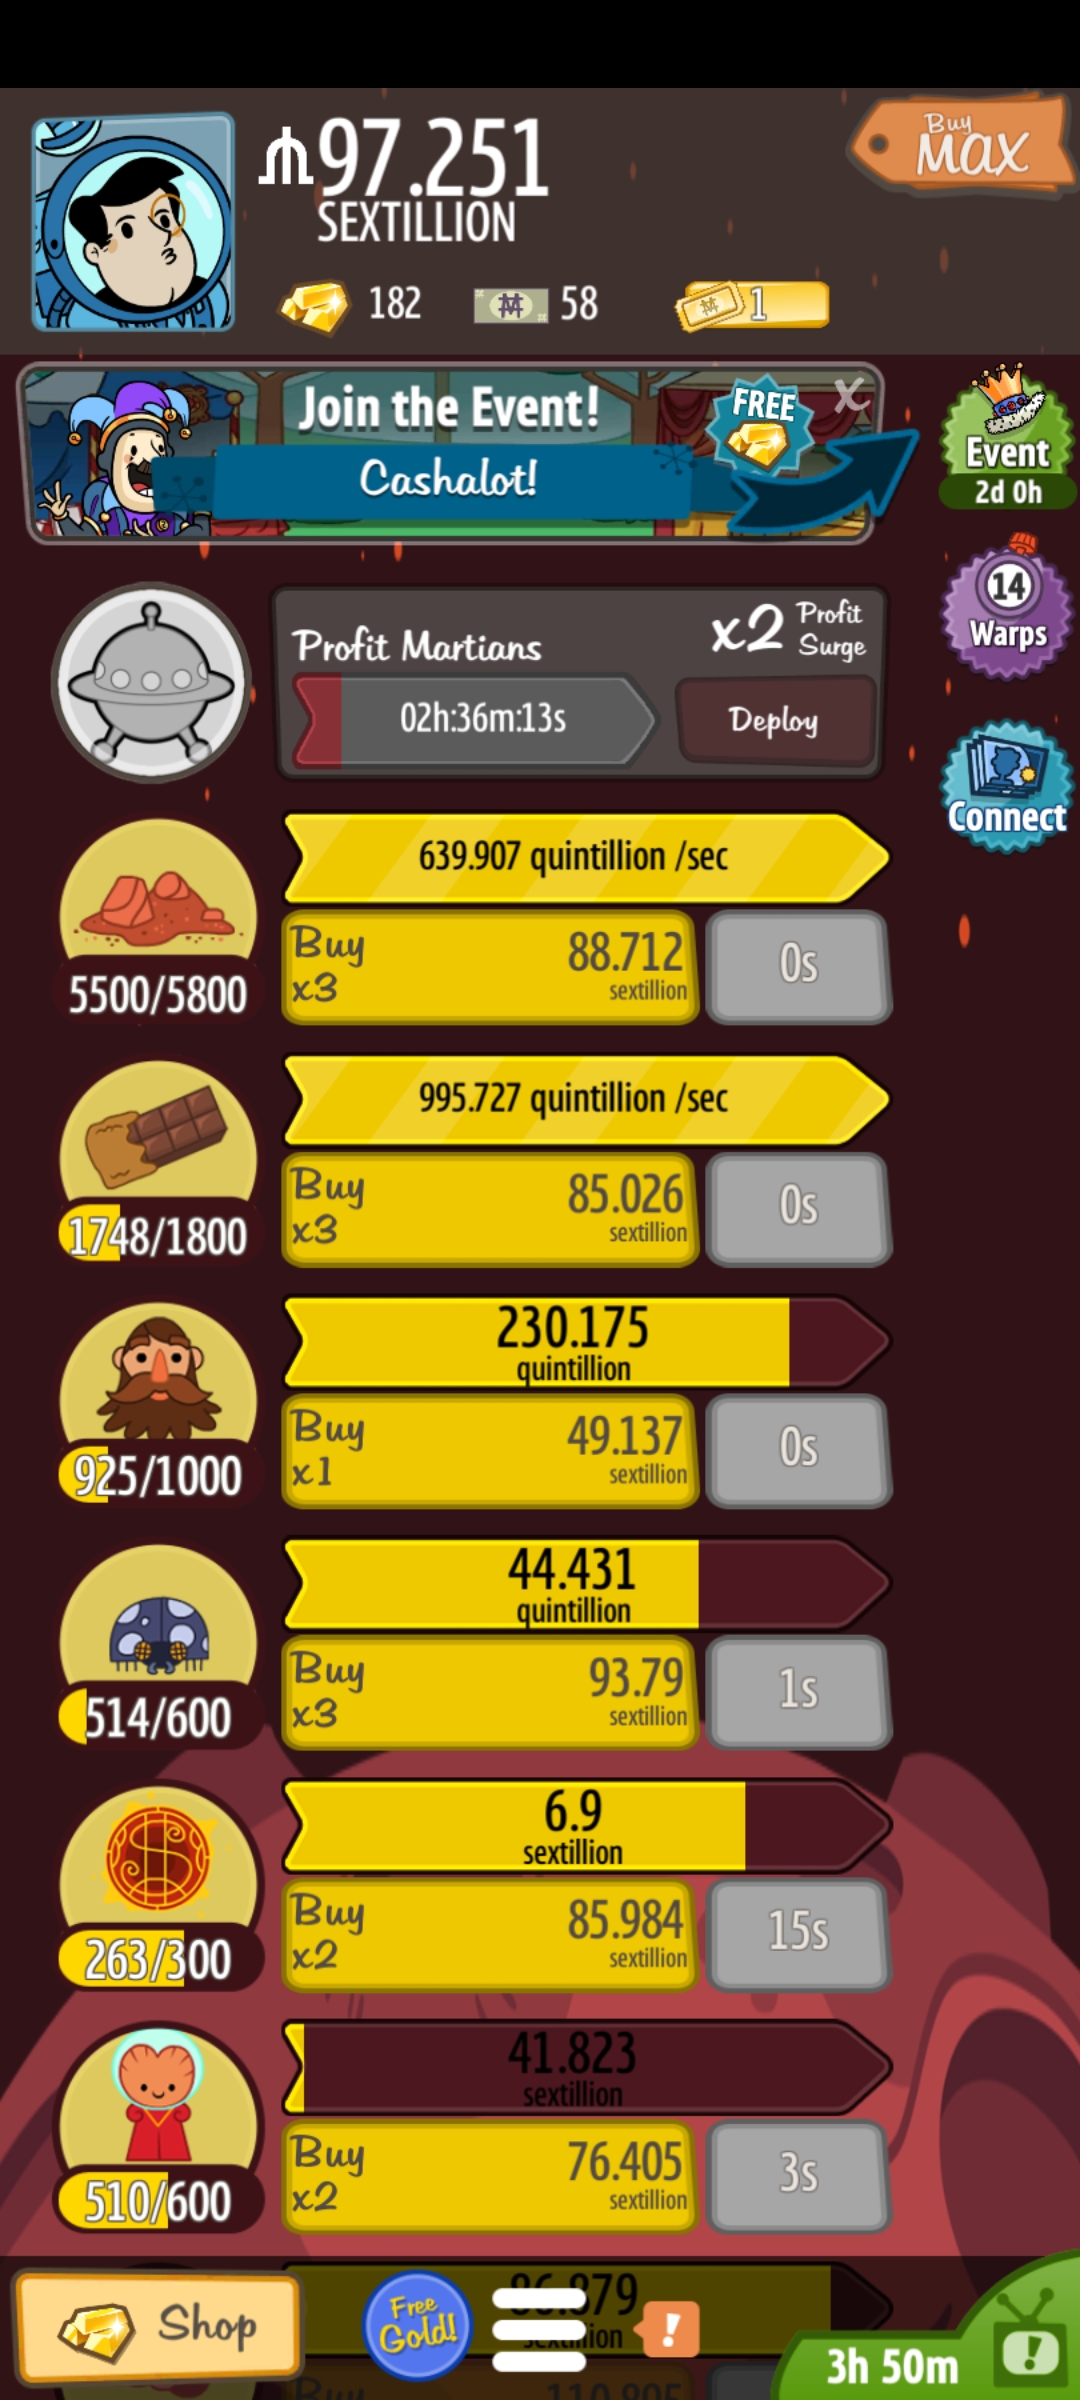 97.251
SEXTILLION
Buy
MAX
182
58
1
Join the Event!
FREE
X
Cashalot!
Event
2d 0h
14
Warps
Connect
Profit Martians
x2 Profit Surge
02h:36m:13s
Deploy
639.907 quintillion /sec
5500/5800
Buy
x3
88.712
sextillion
0s
995.727 quintillion /sec
1748/1800
Buy
x3
85.026
sextillion
0s
230.175
quintillion
925/1000
Buy
x1
49.137
sextillion
0s
44.431
quintillion
514/600
Buy
x3
93.79
sextillion
1s
6.9
sextillion
263/300
Buy
x2
85.984
sextillion
15s
41.823
sextillion
510/600
Buy
x2
76.405
sextillion
3s
Shop
Free
Gold!
!
3h 50m
!
Buy